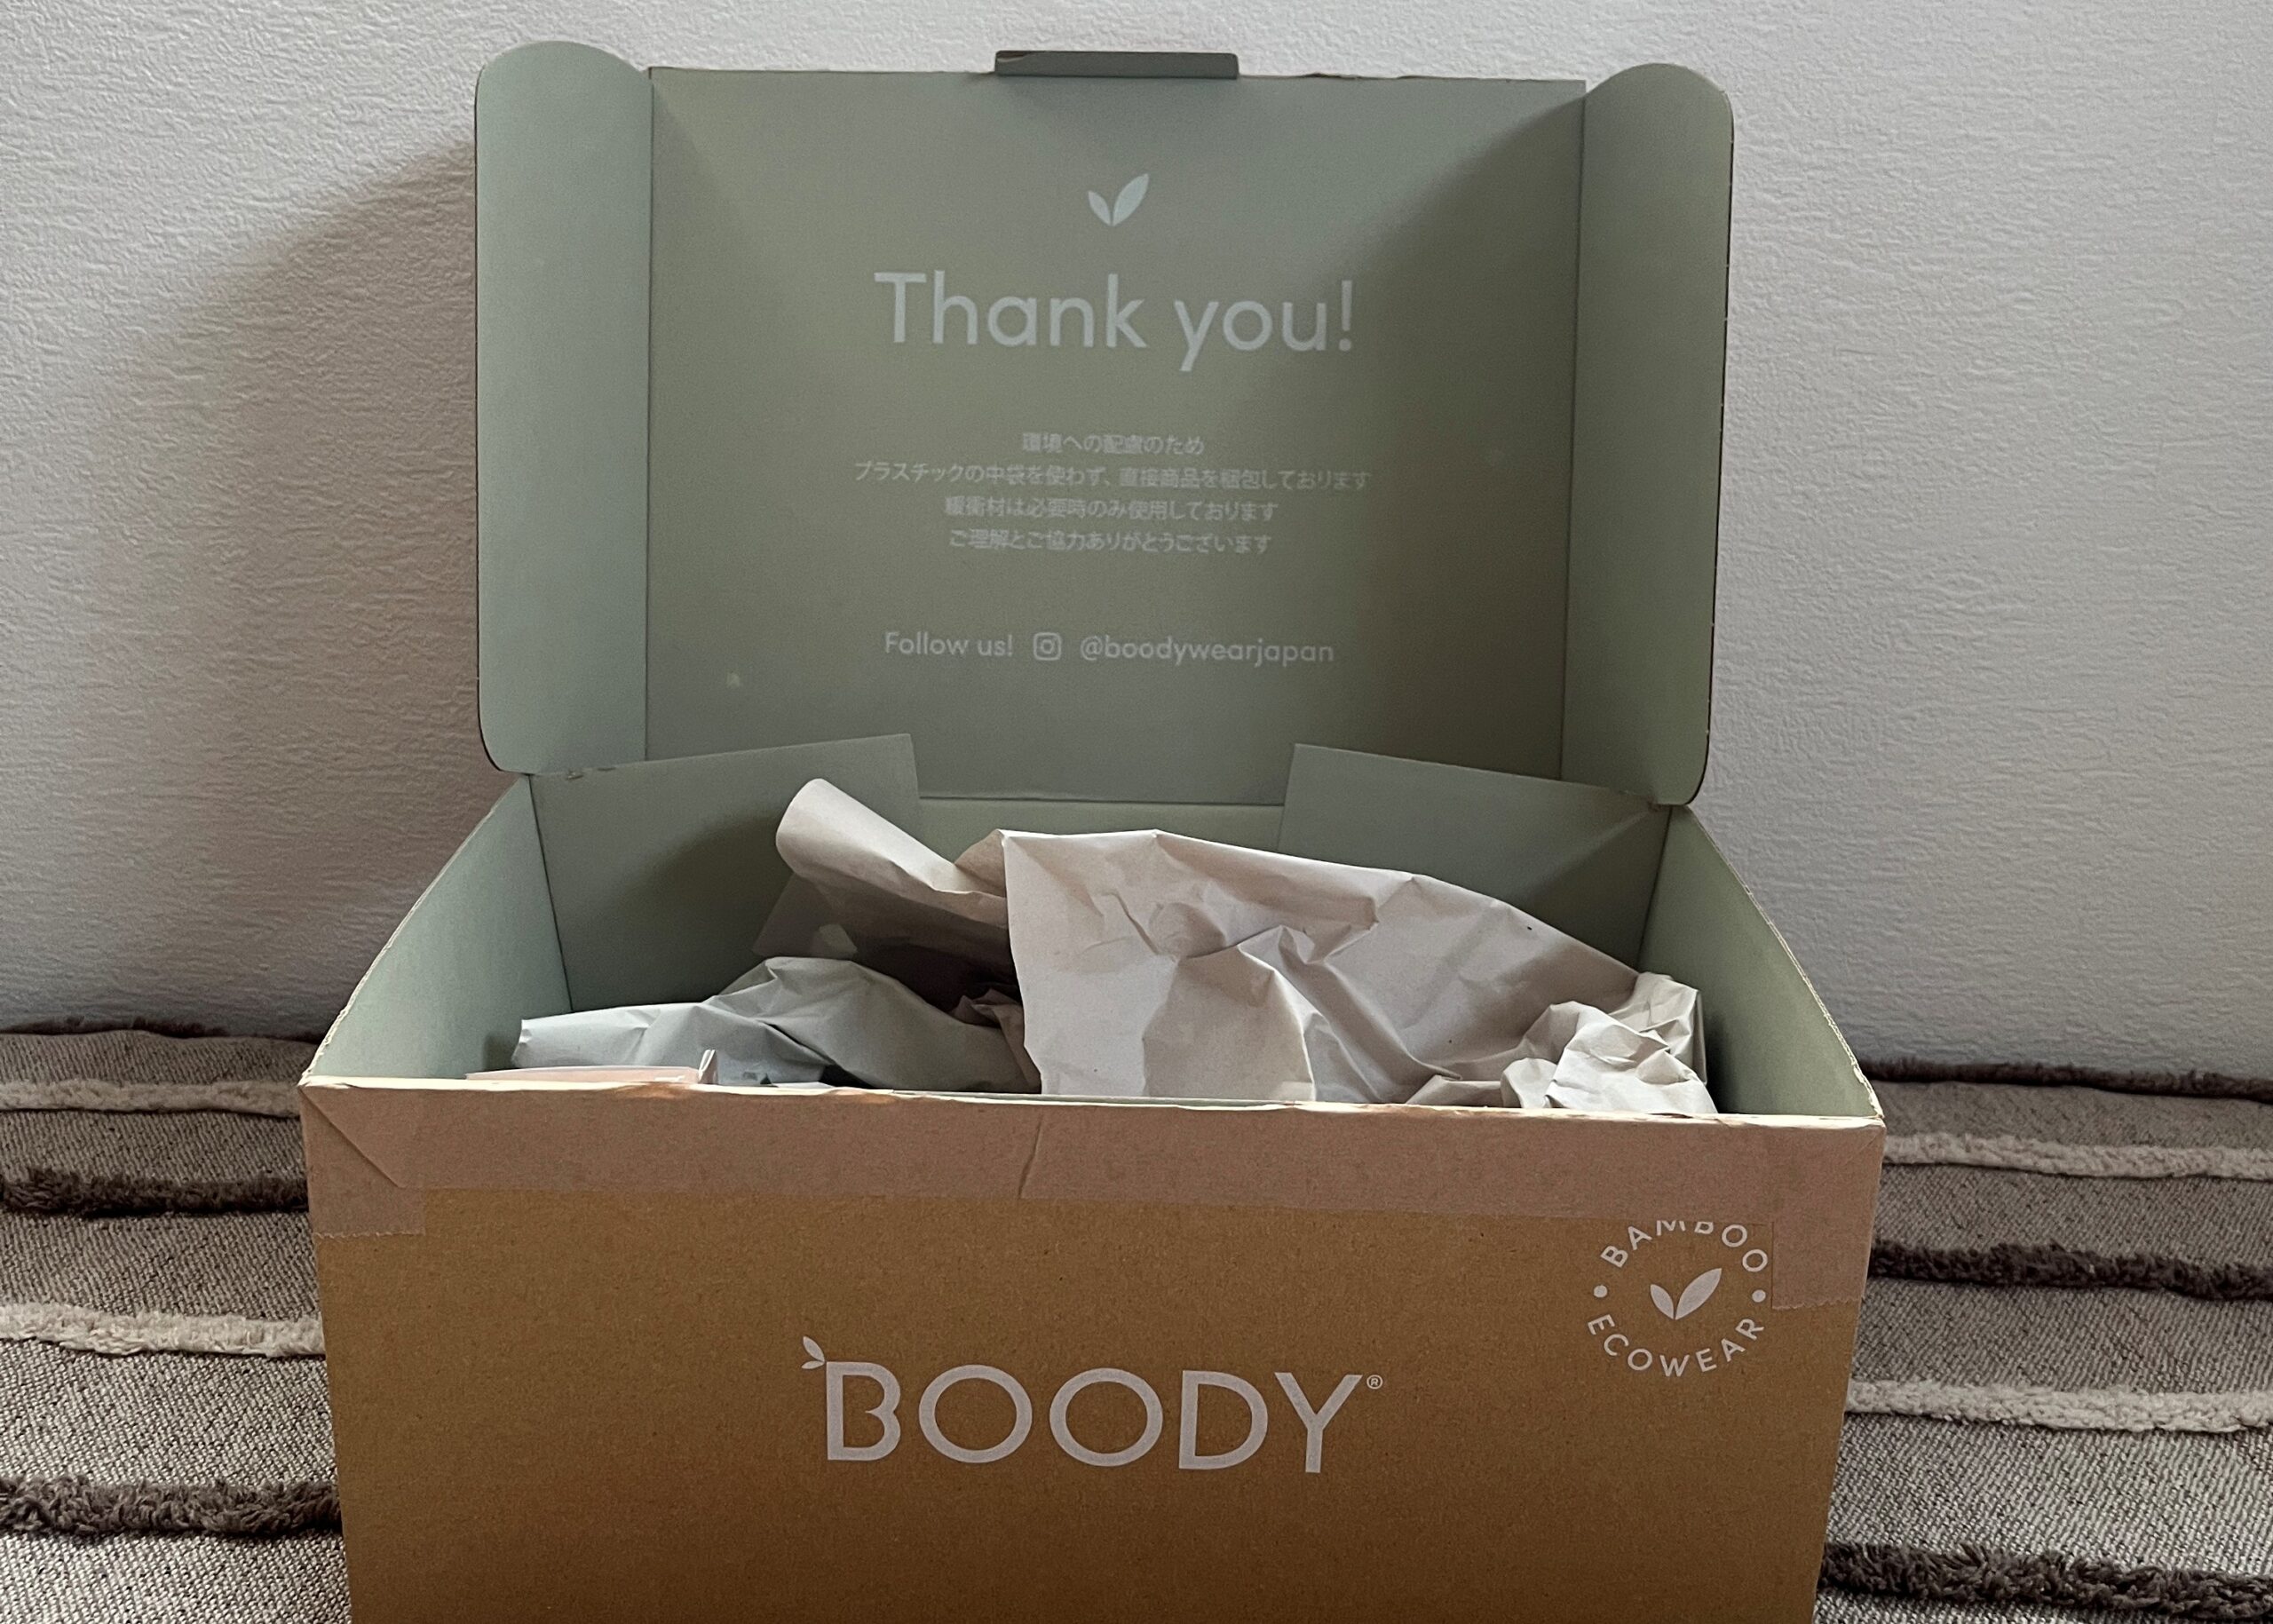 Thank you!
環境への配慮のため
プラスチックの中袋を使わず、直接商品を梱包しております
緩衝材は必要時のみ使用しております
ご理解とご協力ありがとうございます
Follow us! @boodywearjapan
BAMBOO
ECOWEAR
BOODY®